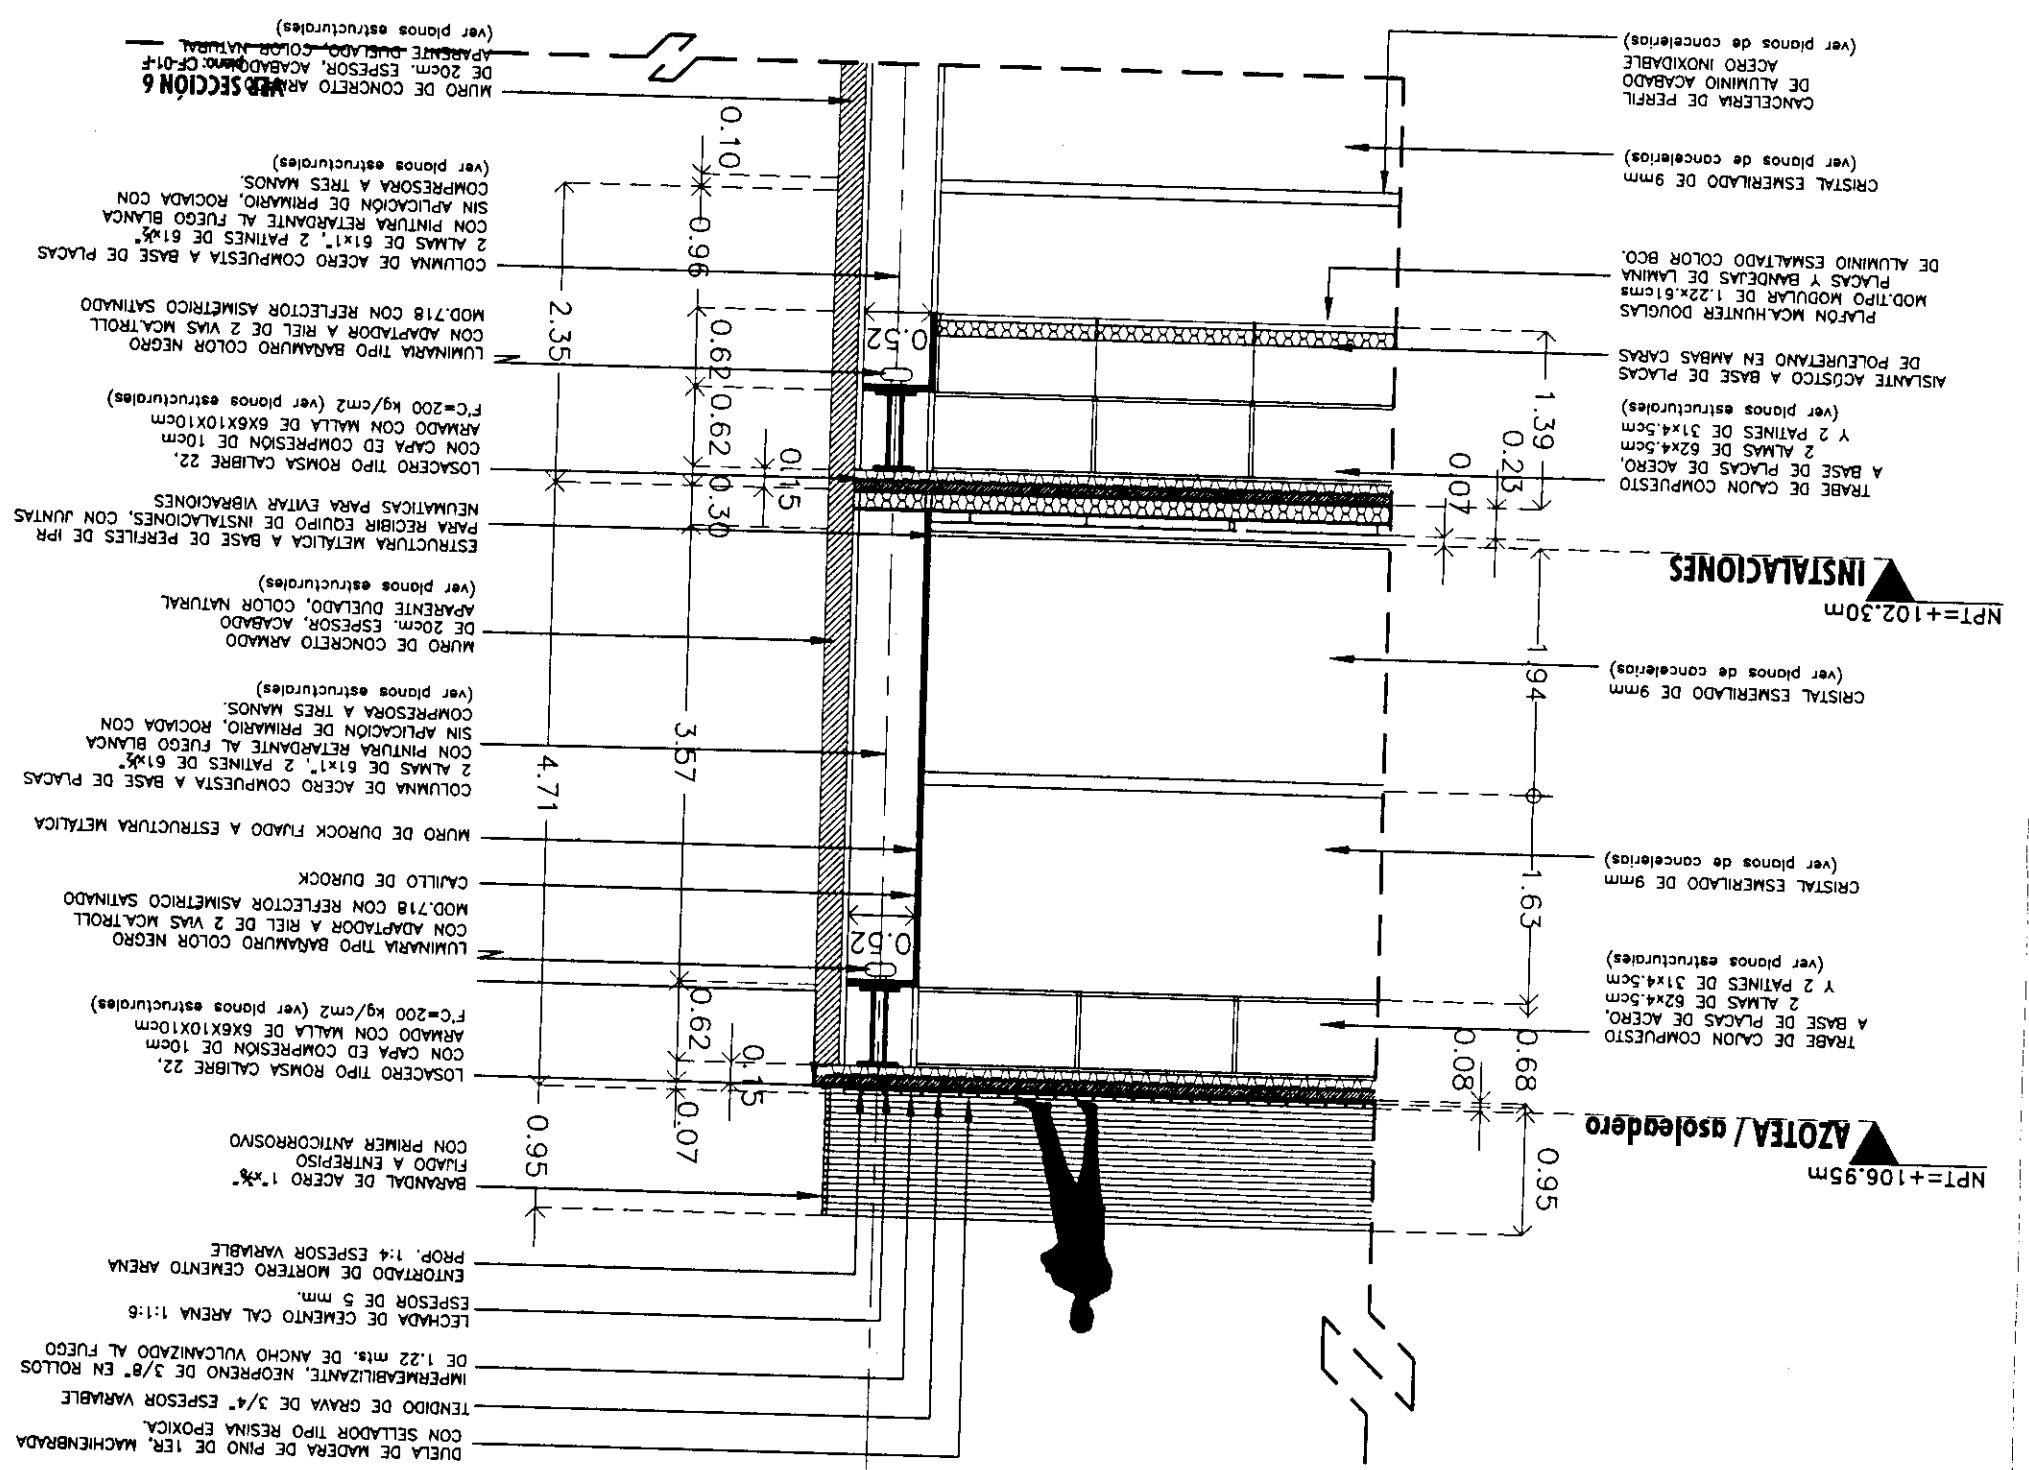 NPT=+106.95m
AZOTEA / asoleadero
TRABE DE CAJON COMPUESTO
A BASE DE PLACAS DE ACERO,
2 ALMAS DE 62x4.5cm
Y 2 PATINES DE 31x4.5cm
(ver planos estructurales)
CRISTAL ESMERILADO DE 9mm
(ver planos de cancelerias)
CRISTAL ESMERILADO DE 9mm
(ver planos de cancelerias)
NPT=+102.30m
INSTALACIONES
TRABE DE CAJON COMPUESTO
A BASE DE PLACAS DE ACERO,
2 ALMAS DE 62x4.5cm
Y 2 PATINES DE 31x4.5cm
(ver planos estructurales)
AISLANTE ACÚSTCO A BASE DE PLACAS
DE POLEURETANO EN AMBAS CARAS
PLAFÓN MCA.HUNTER DOUGLAS
MOD.TIPO MODULAR DE 1.22x.61cms
PLACAS Y BANDEJAS DE LAMINA
DE ALUMINIO ESMALTADO COLOR BCO.
CRISTAL ESMERILADO DE 9mm
(ver planos de cancelerias)
CANCELERIA DE PERFIL
DE ALUMINIO ACABADO
ACERO INOXIDABLE
(ver planos de cancelerias)
0.95
0.68
0.08
1.63
1.94
0.07
0.23
1.39
0.52
0.52
0.15
0.07
0.62
3.57
0.30
0.15
0.62
0.62
0.96
0.10
0.95
4.71
2.35
DUELA DE MADERA DE PINO DE 1ER. MACHIENBRADA
CON SELLADOR TIPO RESINA EPOXICA.
TENDIDO DE GRAVA DE 3/4" ESPESOR VARIABLE
IMPERMEABILIZANTE, NEOPRENO DE 3/8" EN ROLLOS
DE 1.22 mts. DE ANCHO VULCANIZADO AL FUEGO
LECHADA DE CEMENTO CAL ARENA 1:1:6
ESPESOR DE 5 mm.
ENTORTADO DE MORTERO CEMENTO ARENA
PROP. 1:4 ESPESOR VARIABLE
BARANDAL DE ACERO 1"x
FIJADO A ENTREPISO
CON PRIMER ANTICORROSIVO
LOSACERO TIPO ROMSA CALIBRE 22,
CON CAPA ED COMPRESIÓN DE 10cm
ARMADO CON MALLA DE 6X6X10X10cm
F'C=200 kg/cm2 (ver planos estructurales)
LUMINARIA TIPO BAÑAMURO COLOR NEGRO
CON ADAPTADOR A RIEL DE 2 VIAS MCA.TROLL
MOD.718 CON REFLECTOR ASIMÉTRICO SATINADO
CAJILLO DE DUROCK
MURO DE DUROCK FIJADO A ESTRUCTURA METALICA
COLUMNA DE ACERO COMPUESTA A BASE DE PLACAS
2 ALMAS DE 61x1", 2 PATINES DE 61x½"
CON PINTURA RETARDANTE AL FUEGO BLANCA
SIN APLICACIÓN DE PRIMARIO, ROCIADA CON
COMPRESORA A TRES MANOS.
(ver planos estructurales)
MURO DE CONCRETO ARMADO
DE 20cm. ESPESOR, ACABADO
APARENTE DUELADO, COLOR NATURAL
(ver planos estructurales)
ESTRUCTURA METÁLICA A BASE DE PERFILES DE IPR
PARA RECIBIR EQUIPO DE INSTALACIONES, CON JUNTAS
NEUMATICAS PARA EVITAR VIBRACIONES
LOSACERO TIPO ROMSA CALIBRE 22,
CON CAPA ED COMPRESIÓN DE 10cm
ARMADO CON MALLA DE 6X6X10X10cm
F'C=200 kg/cm2 (ver planos estructurales)
LUMINARIA TIPO BAÑAMURO COLOR NEGRO
CON ADAPTADOR A RIEL DE 2 VIAS MCA.TROLL
MOD.718 CON REFLECTOR ASIMÉTRICO SATINADO
COLUMNA DE ACERO COMPUESTA A BASE DE PLACAS
2 ALMAS DE 61x1", 2 PATINES DE 61x½"
CON PINTURA RETARDANTE AL FUEGO BLANCA
SIN APLICACIÓN DE PRIMARIO, ROCIADA CON
COMPRESORA A TRES MANOS.
(ver planos estructurales)
MURO DE CONCRETO ARMADO
DE 20cm. ESPESOR, ACABADO
APARENTE DUELADO, COLOR NATURAL
(ver planos estructurales)
VER SECCIÓN 6
plano: CF-01-F